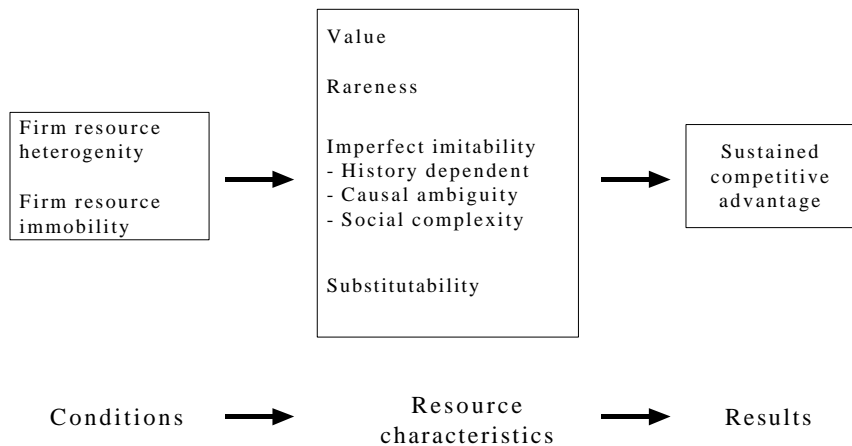 Value
Rareness
Firm resource
heterogenity
Firm resource
immobility
Imperfect imitability
- History dependent
- Causal ambiguity
- Social complexity
Substitutability
Sustained
competitive
advantage
Conditions
Resource
characteristics
Results